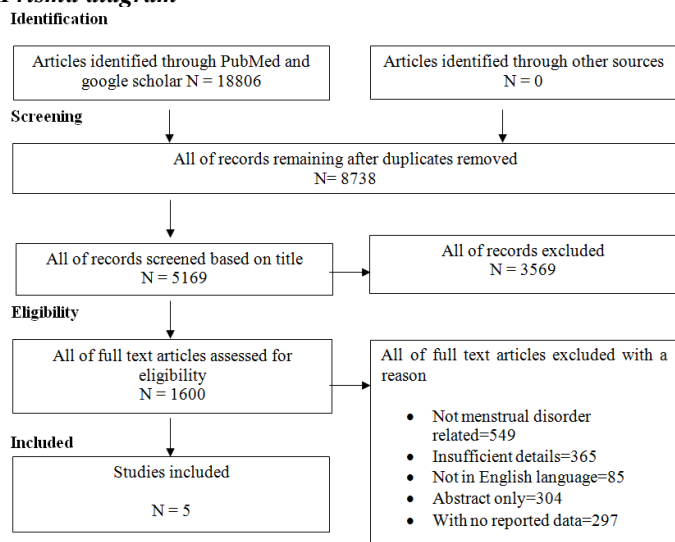 Prisma diagram
Identification
Articles identified through PubMed and
google scholar N = 18806
Articles identified through other sources
N = 0
Screening
All of records remaining after duplicates removed
N= 8738
All of records screened based on title
N = 5169
All of records excluded
N = 3569
Eligibility
All of full text articles assessed for
eligibility
N = 1600
All of full text articles excluded with a
reason
• Not menstrual disorder
related=549
• Insufficient details=365
• Not in English language=85
• Abstract only=304
• With no reported data=297
Included
Studies included
N = 5